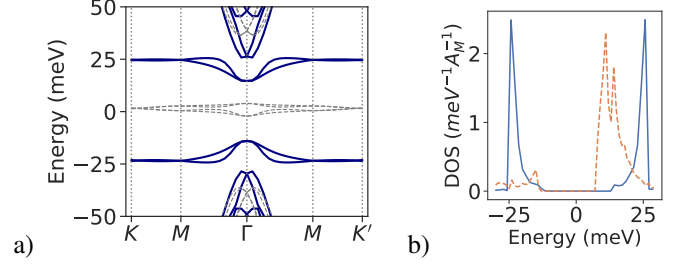 a)
Energy (meV)
50
25
0
−25
−50
K M Γ M K′
b)
DOS (meV⁻¹A_M⁻¹)
2
1
0
−25 0 25
Energy (meV)